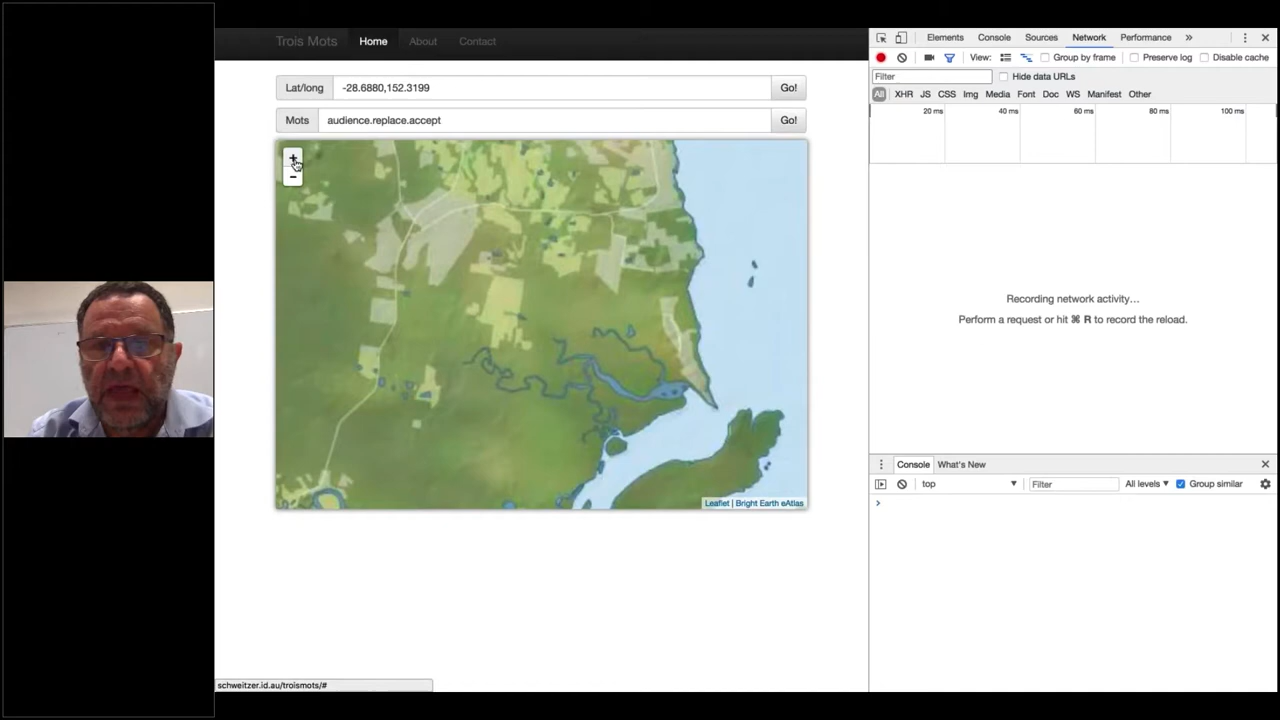 Trois Mots Home About Contact
Lat/long -28.6880,152.3199 Go!
Mots audience.replace.accept Go!
+
−
Leaflet | Bright Earth eAtlas
schweitzer.id.au/troismots/#
Elements Console Sources Network Performance »
View: Group by frame Preserve log Disable cache
Filter Hide data URLs
All XHR JS CSS Img Media Font Doc WS Manifest Other
20 ms 40 ms 60 ms 80 ms 100 ms
Recording network activity…
Perform a request or hit ⌘ R to record the reload.
Console What's New
top Filter All levels Group similar